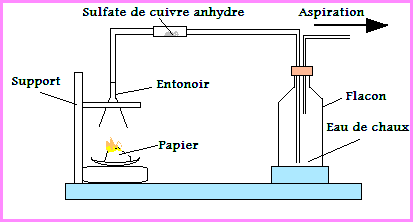 Sulfate de cuivre anhydre
Aspiration
Support
Entonoir
Flacon
Papier
Eau de chaux